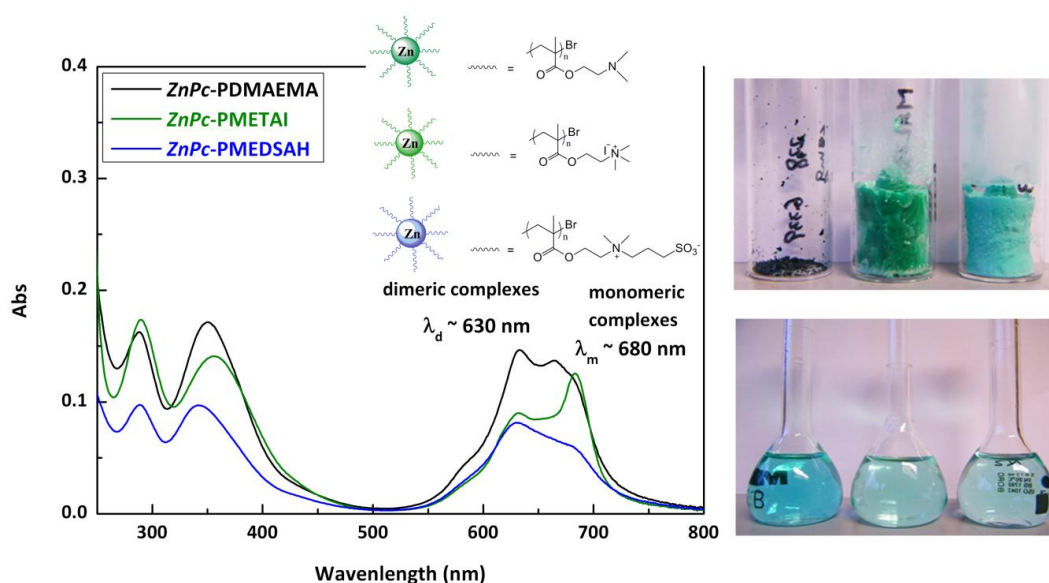 0.4
0.3
0.2
0.1
0.0
Abs
300
400
500
600
700
800
Wavelength (nm)
ZnPc-PDMAEMA
ZnPc-PMETAI
ZnPc-PMEDSAH
Zn
Zn
Zn
=
=
=
Br
n
O
O
N
Br
n
O
O
I⁻
N⁺
Br
n
O
O
N
+
SO₃⁻
dimeric complexes
λd ~ 630 nm
monomeric
complexes
λm ~ 680 nm
B